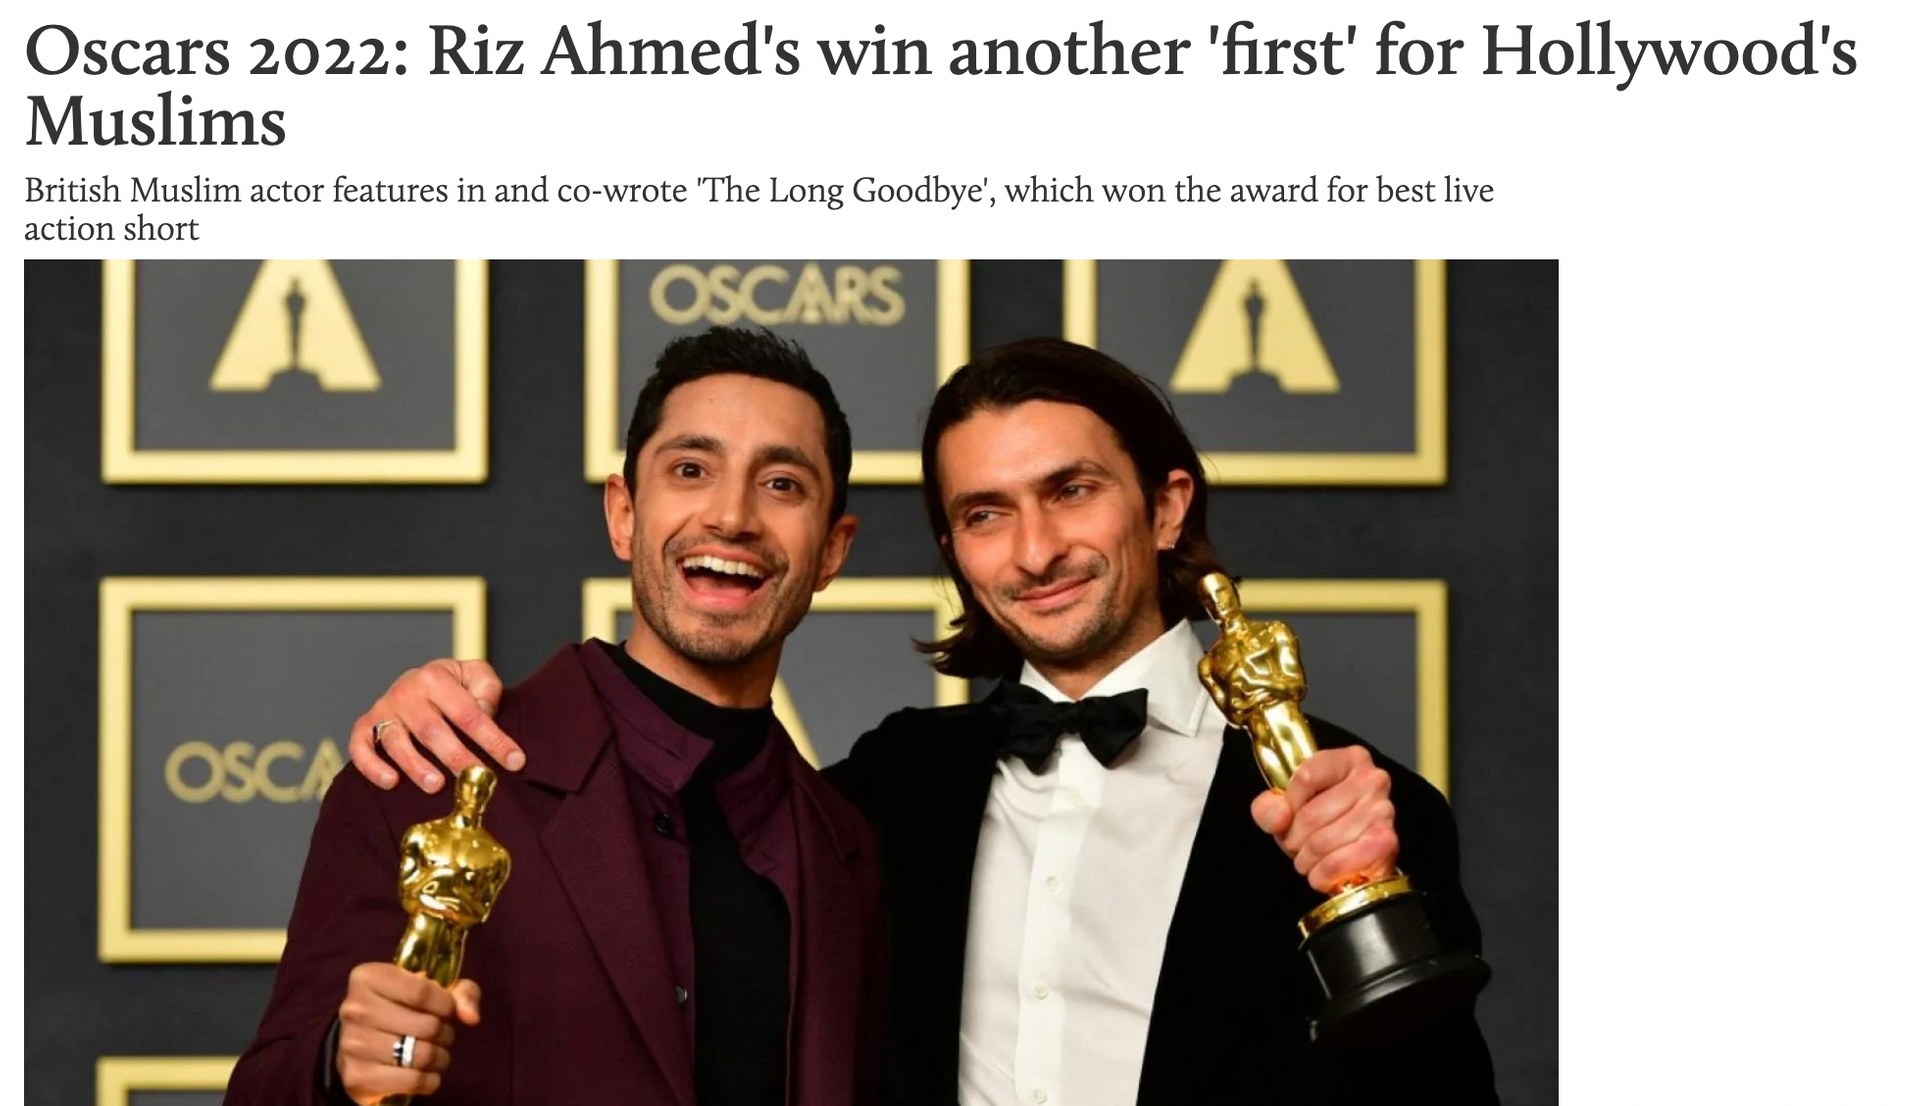 Oscars 2022: Riz Ahmed's win another 'first' for Hollywood's
Muslims
British Muslim actor features in and co-wrote 'The Long Goodbye', which won the award for best live
action short
OSCARS
OSCA